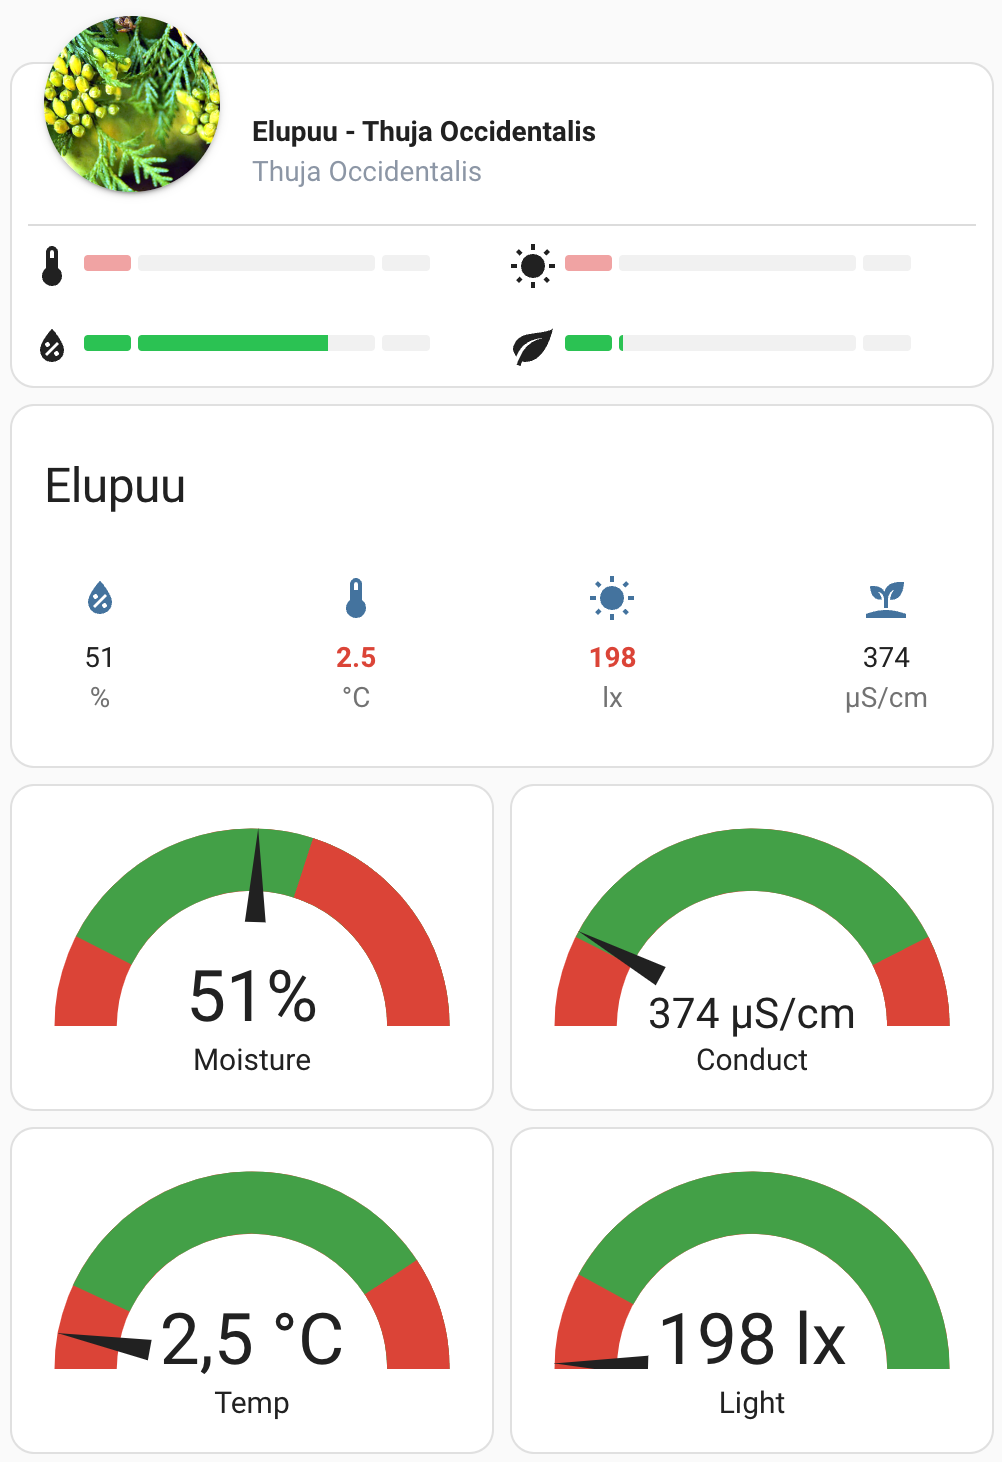 Elupuu - Thuja Occidentalis
Thuja Occidentalis
Elupuu
51 2.5 198 374
% °C lx µS/cm
51%
Moisture
374 µS/cm
Conduct
2,5 °C
Temp
198 lx
Light